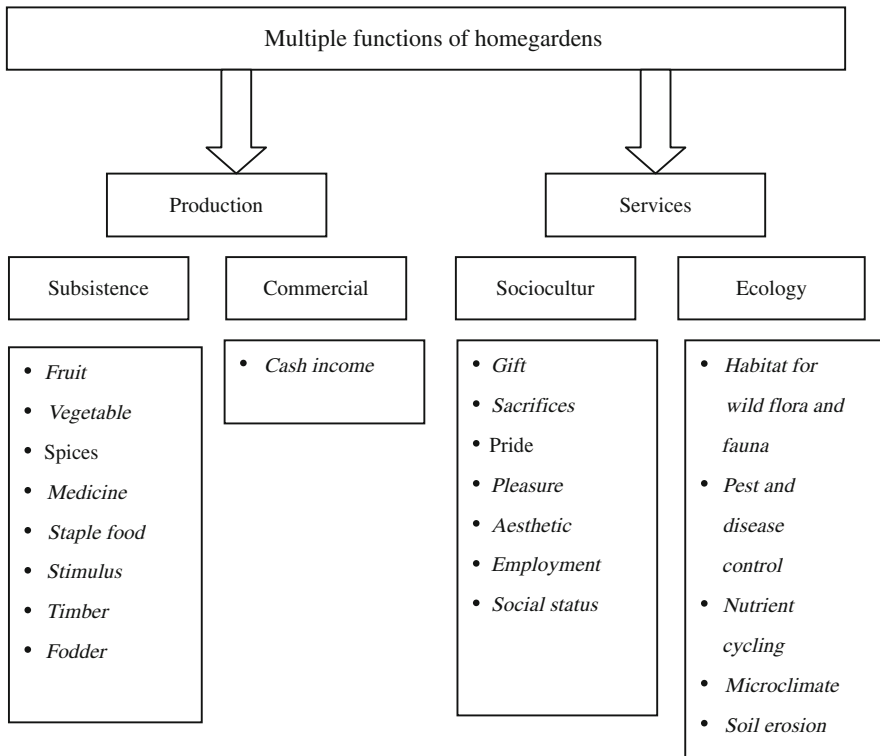 Multiple functions of homegardens
Production
Services
Subsistence
Commercial
Sociocultur
Ecology
• Fruit
• Vegetable
• Spices
• Medicine
• Staple food
• Stimulus
• Timber
• Fodder
• Cash income
• Gift
• Sacrifices
• Pride
• Pleasure
• Aesthetic
• Employment
• Social status
• Habitat for
wild flora and
fauna
• Pest and
disease
control
• Nutrient
cycling
• Microclimate
• Soil erosion